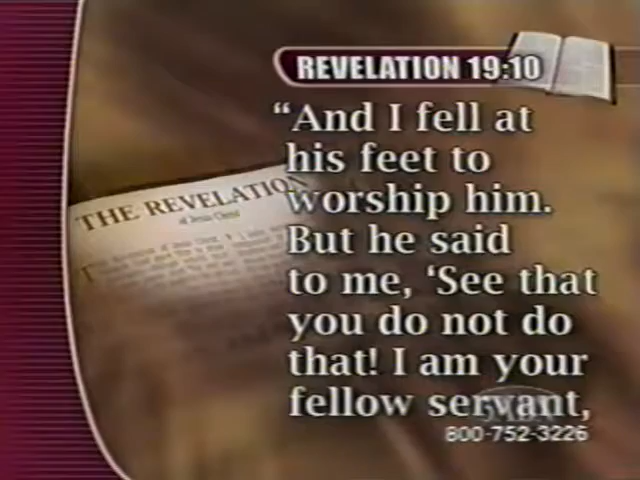 REVELATION 19:10
“And I fell at
his feet to
worship him.
But he said
to me, ‘See that
you do not do
that! I am your
fellow servant,
800-752-3226
THE REVELATION
of Jesus Christ